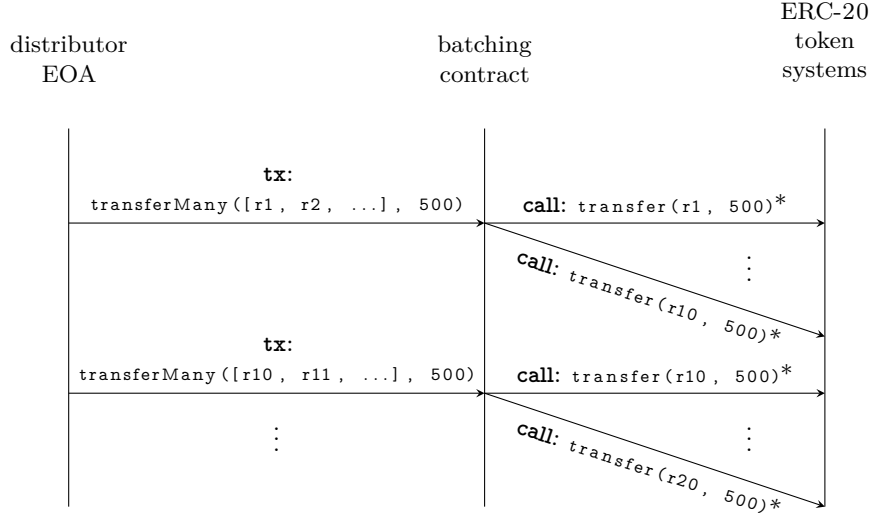 distributor
EOA
batching
contract
ERC-20
token
systems
tx:
transferMany([r1, r2, ...], 500)
call: transfer(r1, 500)*
⋮
call: transfer(r10, 500)*
tx:
transferMany([r10, r11, ...], 500)
call: transfer(r10, 500)*
⋮
⋮
call: transfer(r20, 500)*